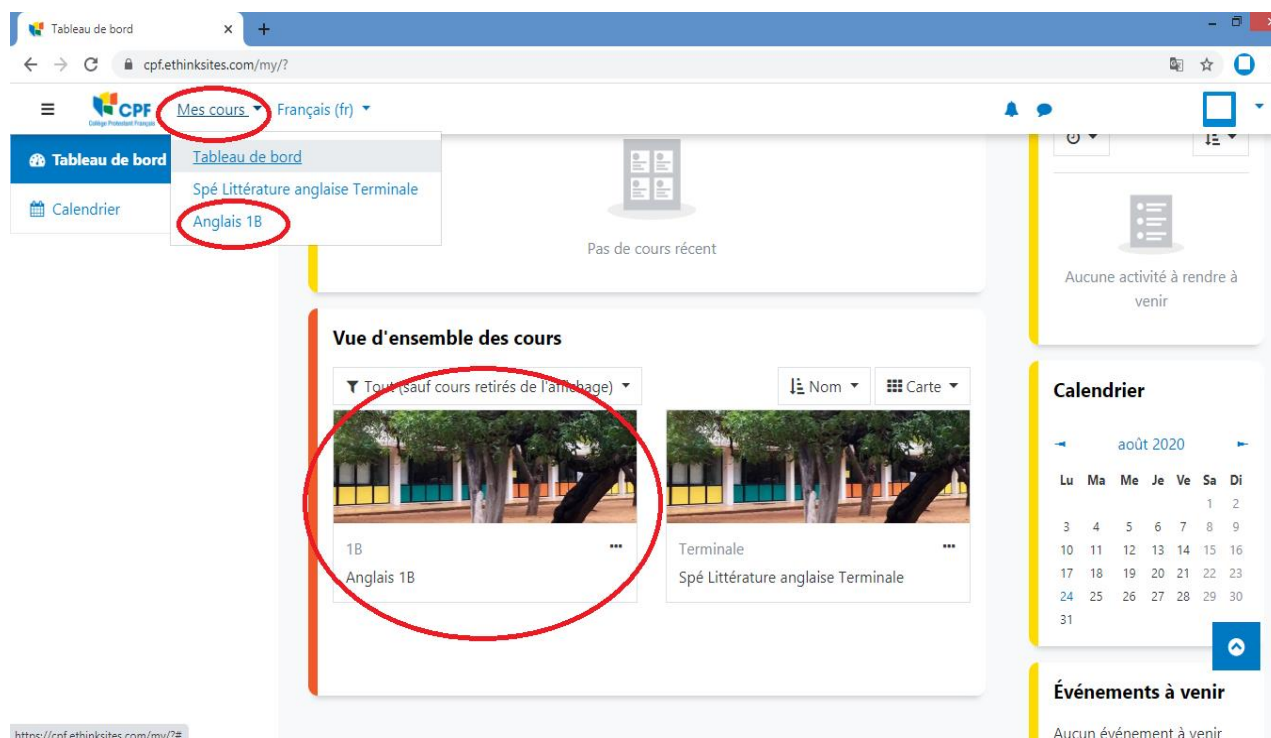 Tableau de bord
cpf.ethinksites.com/my/?
CPF
Collège Protestant Français
Mes cours
Français (fr)
Tableau de bord
Calendrier
Tableau de bord
Spé Littérature anglaise Terminale
Anglais 1B
Pas de cours récent
Aucune activité à rendre à
venir
Vue d'ensemble des cours
Tout (sauf cours retirés de l'affichage)
Nom
Carte
1B
Anglais 1B
Terminale
Spé Littérature anglaise Terminale
Calendrier
août 2020
Lu Ma Me Je Ve Sa Di
1 2
3 4 5 6 7 8 9
10 11 12 13 14 15 16
17 18 19 20 21 22 23
24 25 26 27 28 29 30
31
Événements à venir
Aucun événement à venir
https://cpf.ethinksites.com/my/?#